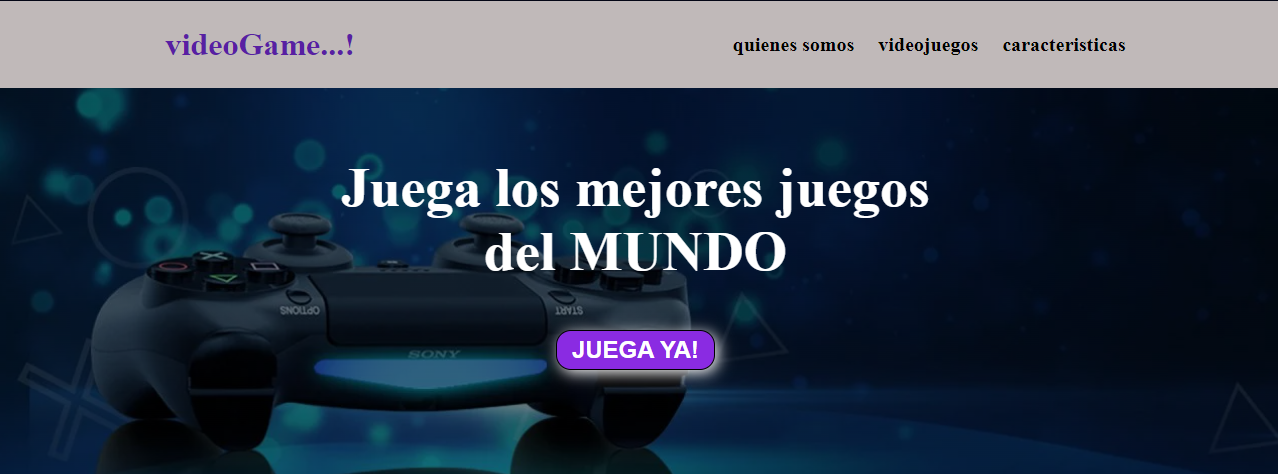 videoGame...!
quienes somos videojuegos caracteristicas
Juega los mejores juegos
del MUNDO
OPTIONS
START
JUEGA YA!
SONY